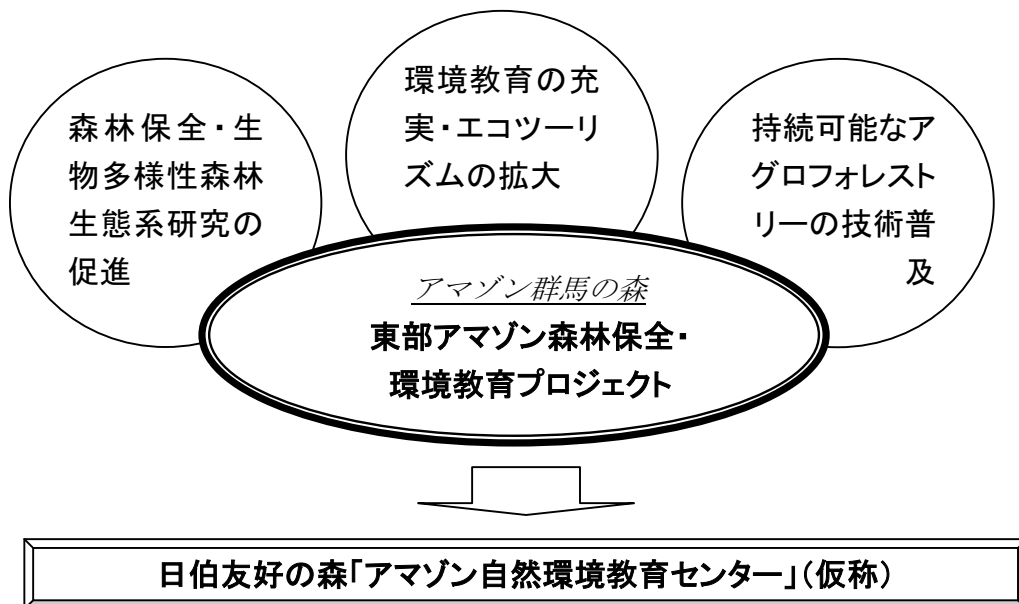 森林保全・生
物多様性森林
生態系研究の
促進
環境教育の充
実・エコツーリ
ズムの拡大
持続可能なア
グロフォレスト
リーの技術普
及
アマゾン群馬の森
東部アマゾン森林保全・
環境教育プロジェクト
日伯友好の森「アマゾン自然環境教育センター」(仮称)